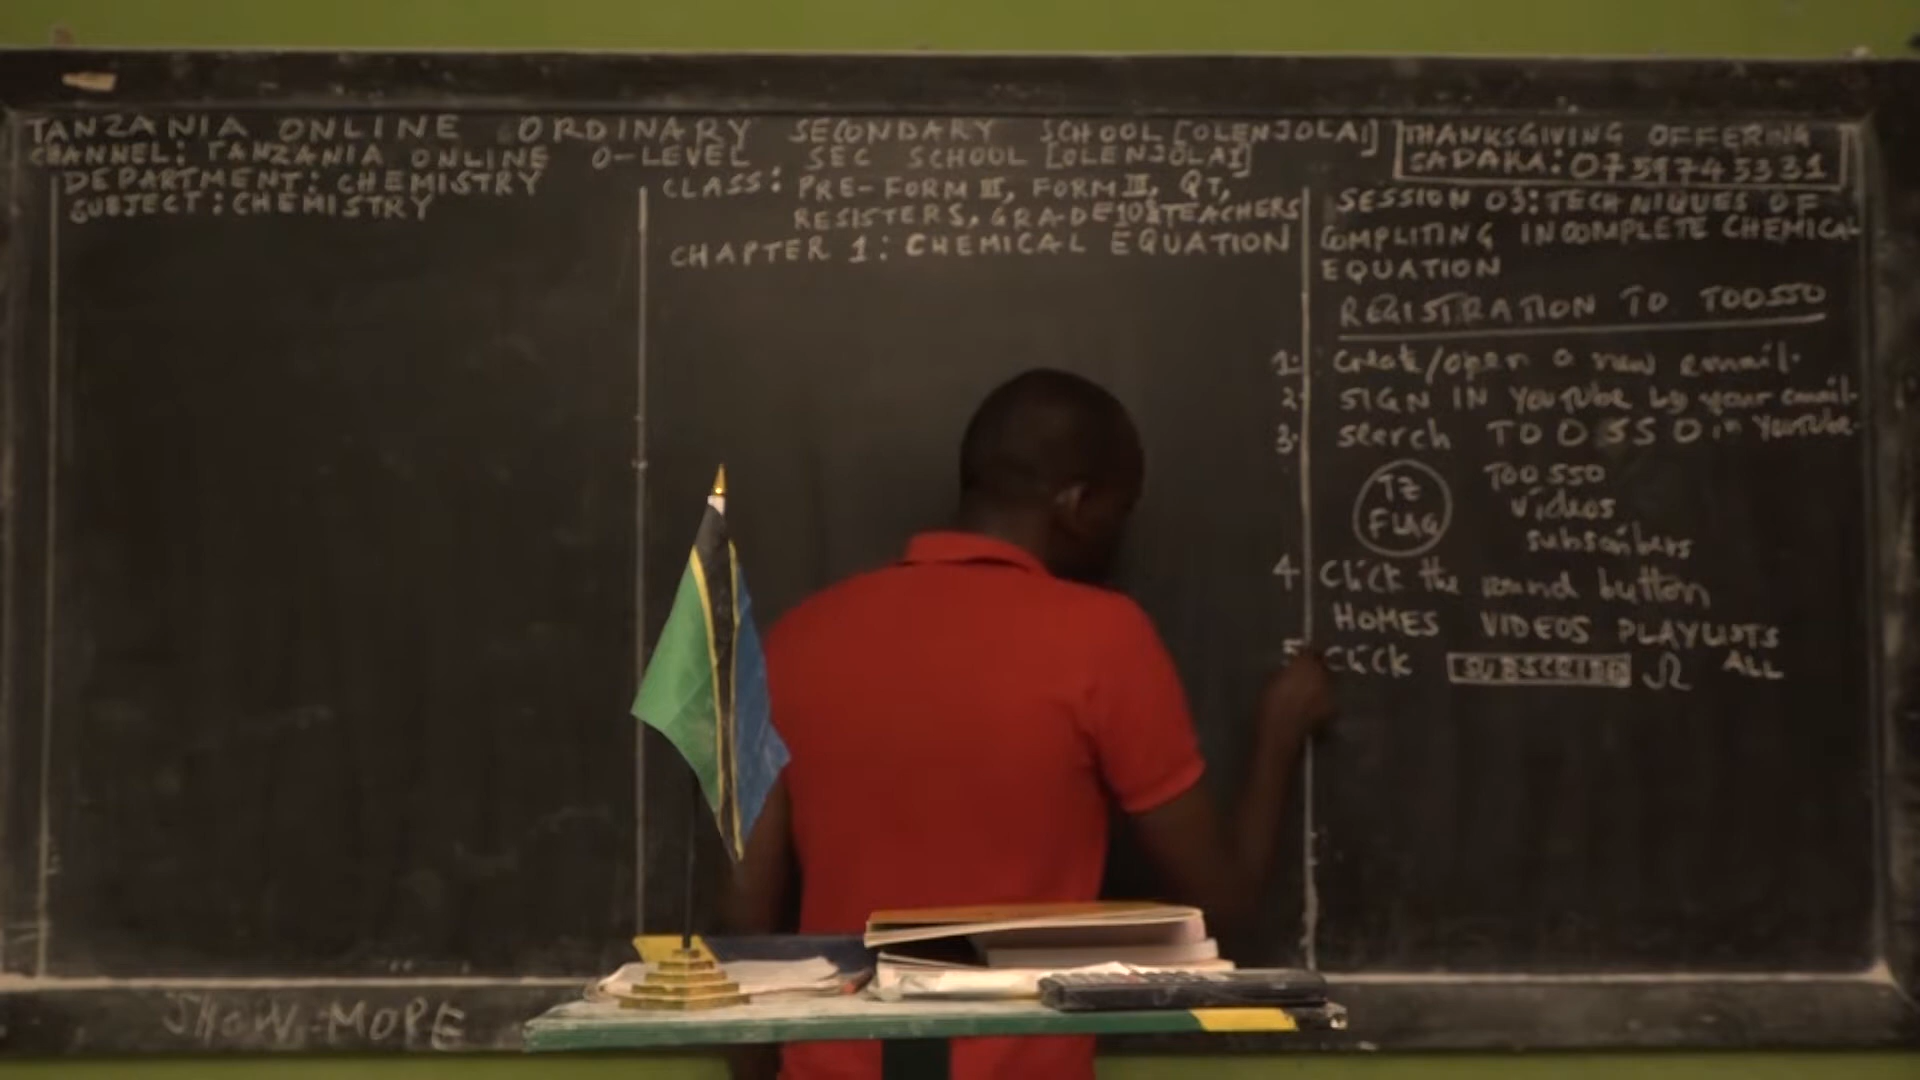 TANZANIA ONLINE ORDINARY SECONDARY SCHOOL [OLENJOLAI]
CHANNEL: TANZANIA ONLINE O-LEVEL SEC SCHOOL [OLENJOLAI]
DEPARTMENT: CHEMISTRY
SUBJECT: CHEMISTRY
CLASS: PRE-FORM III, FORM III, QT,
RESISTERS, GRADE 10 & TEACHERS
CHAPTER 1: CHEMICAL EQUATION
THANKSGIVING OFFERING
SADAKA: 0759745331
SESSION 03: TECHNIQUES OF
COMPLITING INCOMPLETE CHEMICAL
EQUATION
REGISTRATION TO TOOSSO
1. Create/open a new email.
2. SIGN IN YouTube by your email.
3. search TOOSSO in YouTube.
TZ
FLAG
TOOSSO
videos
subscribers
4 Click the round button
HOMES VIDEOS PLAYLISTS
5 click SUBSCRIBE ALL
SHOW MORE